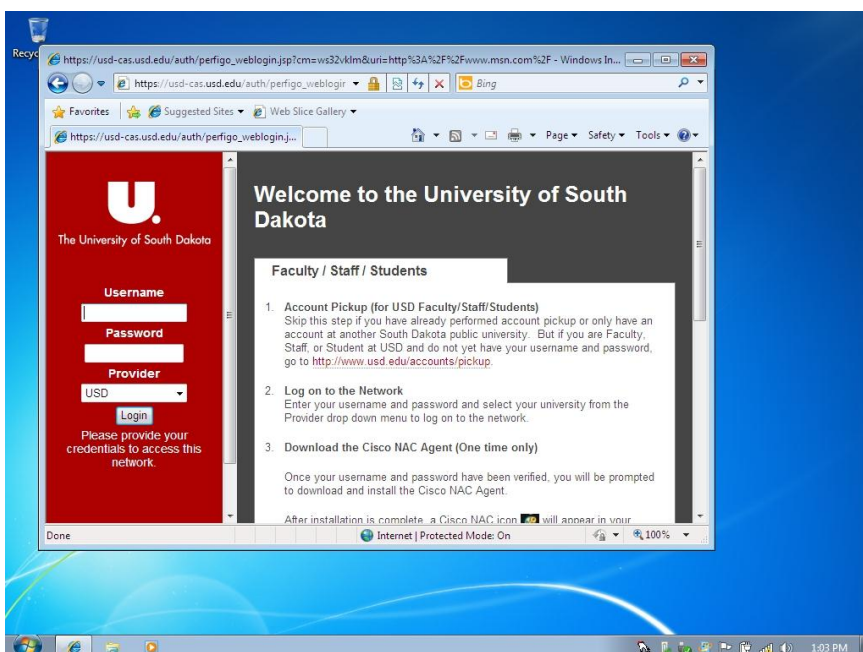 Recyc
https://usd-cas.usd.edu/auth/perfigo_weblogin.jsp?cm=ws32vklm&uri=http%3A%2F%2Fwww.msn.com%2F - Windows In...
https://usd-cas.usd.edu/auth/perfigo_weblogir
Bing
Favorites
Suggested Sites
Web Slice Gallery
https://usd-cas.usd.edu/auth/perfigo_weblogin.j...
Page
Safety
Tools
U.
The University of South Dakota
Username
Password
Provider
USD
Login
Please provide your
credentials to access this
network.
Welcome to the University of South
Dakota
Faculty / Staff / Students
1. Account Pickup (for USD Faculty/Staff/Students)
Skip this step if you have already performed account pickup or only have an
account at another South Dakota public university. But if you are Faculty,
Staff, or Student at USD and do not yet have your username and password,
go to http://www.usd.edu/accounts/pickup.
2. Log on to the Network
Enter your username and password and select your university from the
Provider drop down menu to log on to the network.
3. Download the Cisco NAC Agent (One time only)
Once your username and password have been verified, you will be prompted
to download and install the Cisco NAC Agent.
After installation is complete, a Cisco NAC icon will appear in your
Done
Internet | Protected Mode: On
100%
1:03 PM